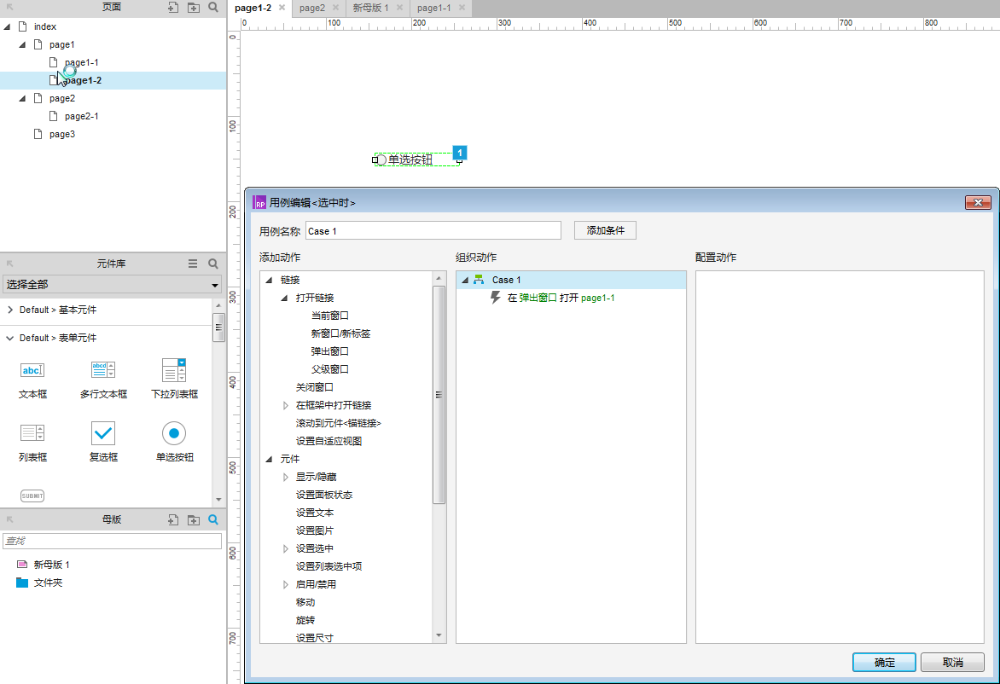 页面
index
page1
page1-1
page1-2
page2
page2-1
page3
元件库
选择全部
Default > 基本元件
Default > 表单元件
abc
文本框
abcd
多行文本框
下拉列表框
列表框
复选框
单选按钮
SUBMIT
母版
查找
新母版 1
文件夹
page1-2
page2
新母版 1
page1-1
0 100 200 300 400 500 600 700 800
0
100
200
300
400
500
600
700
单选按钮
1
RP
用例编辑<选中时>
用例名称
Case 1
添加条件
添加动作
组织动作
配置动作
链接
打开链接
当前窗口
新窗口/新标签
弹出窗口
父级窗口
关闭窗口
在框架中打开链接
滚动到元件<锚链接>
设置自适应视图
元件
显示/隐藏
设置面板状态
设置文本
设置图片
设置选中
设置列表选中项
启用/禁用
移动
旋转
设置尺寸
Case 1
在 弹出窗口 打开 page1-1
确定
取消